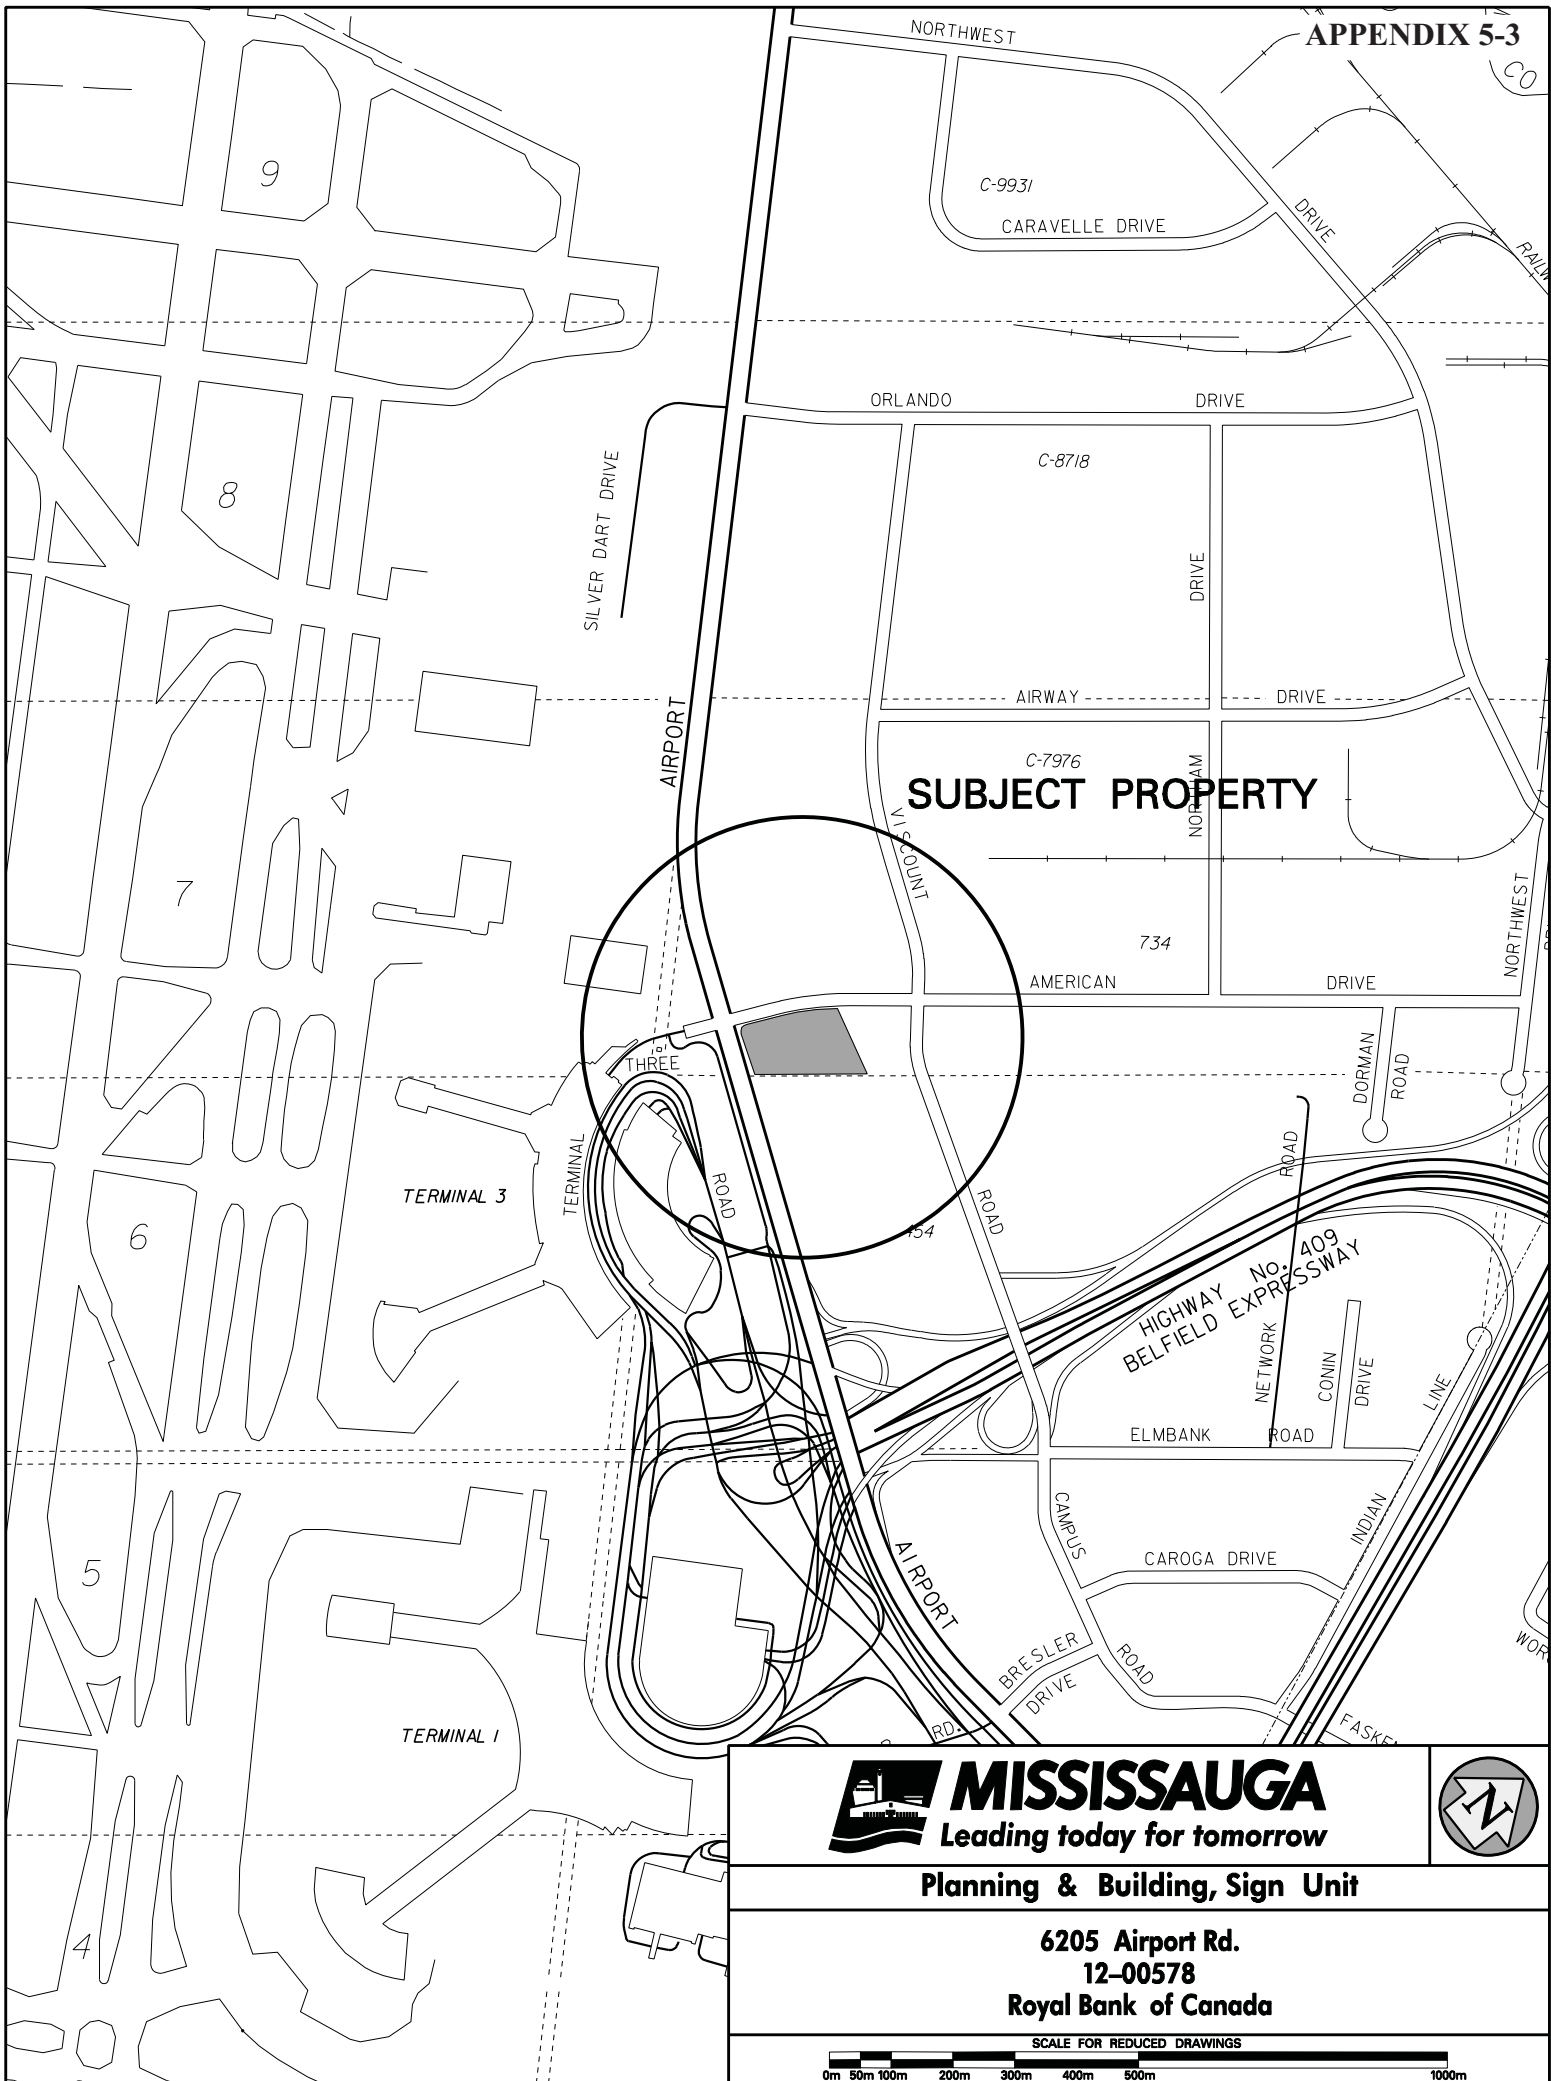 APPENDIX 5-3
NORTHWEST
DRIVE
CO
9
C-9931
CARAVELLE DRIVE
ORLANDO DRIVE
C-8718
8
SILVER DART DRIVE
DRIVE
AIRPORT
AIRWAY DRIVE
C-7976
SUBJECT PROPERTY
NORTHAM
VISCOUNT
7
734
NORTHWEST
AMERICAN DRIVE
THREE
DORMAN
ROAD
TERMINAL
ROAD
TERMINAL 3
ROAD
ROAD
6
454
HIGHWAY No. 409
BELFIELD EXPRESSWAY
NETWORK
CONIN
DRIVE
LINE
ELMBANK ROAD
CAMPUS
INDIAN
5
AIRPORT
CAROGA DRIVE
BRESLER
DRIVE
ROAD
TERMINAL 1
RD.
4
MISSISSAUGA
Leading today for tomorrow
N
Planning & Building, Sign Unit
6205 Airport Rd.
12-00578
Royal Bank of Canada
SCALE FOR REDUCED DRAWINGS
0m 50m 100m 200m 300m 400m 500m 1000m